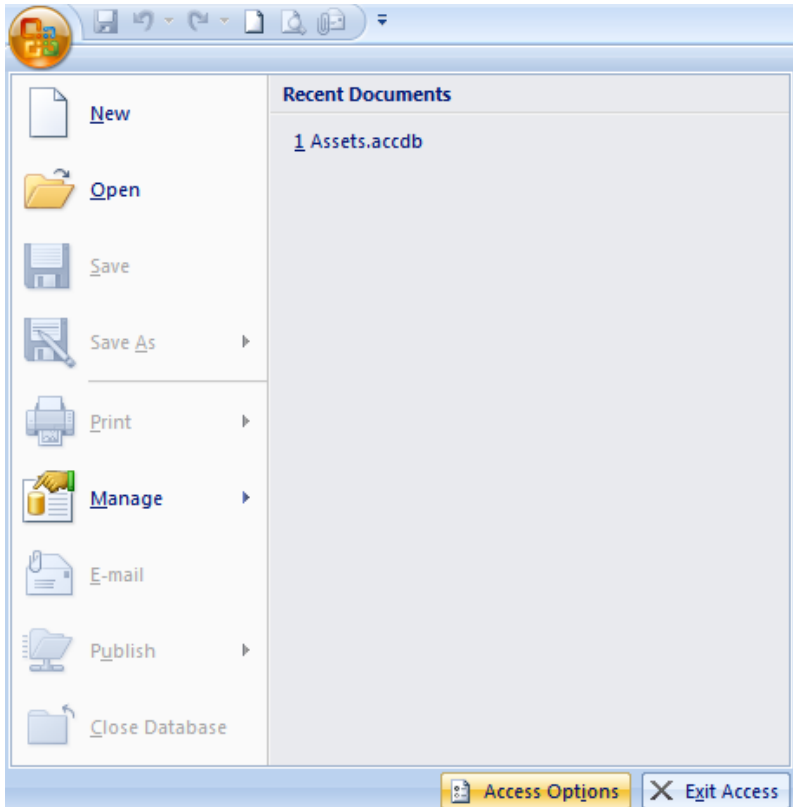 New
Open
Save
Save As
Print
Manage
E-mail
Publish
Close Database
Recent Documents
1 Assets.accdb
Access Options
Exit Access